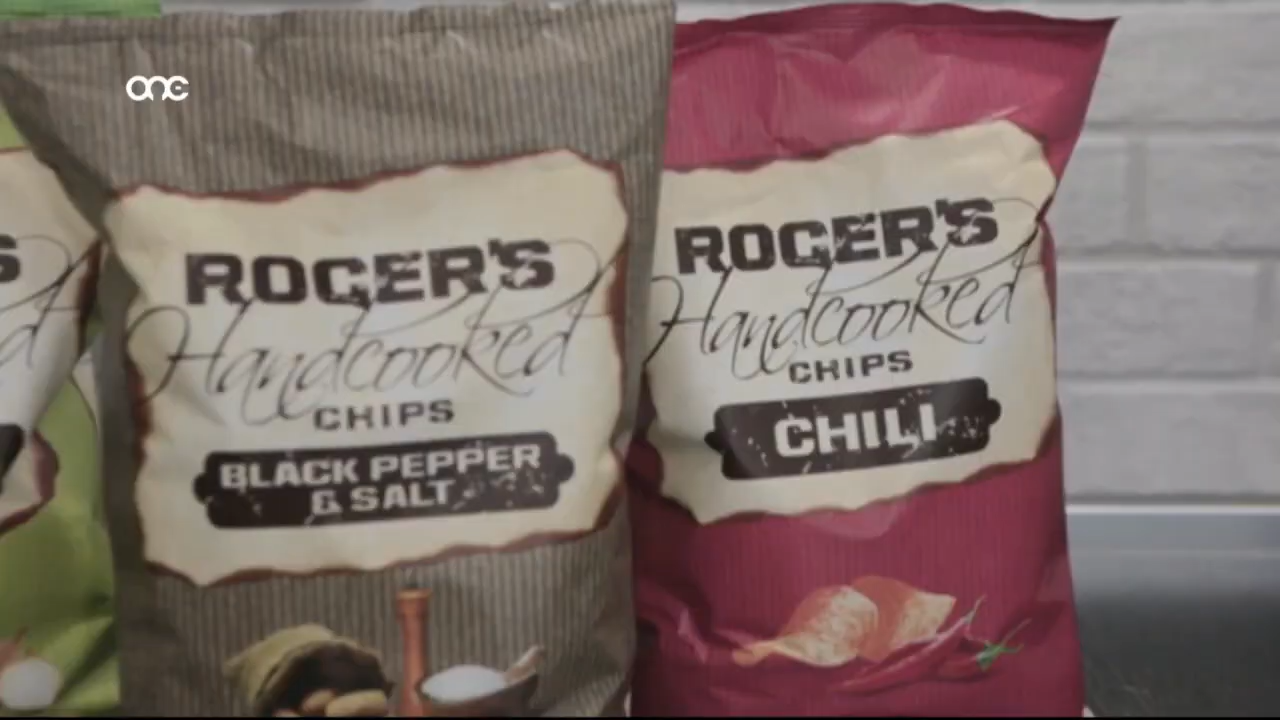 one
ROGER'S
Handcooked
CHIPS
BLACK PEPPER
& SALT
ROGER'S
Handcooked
CHIPS
CHILI